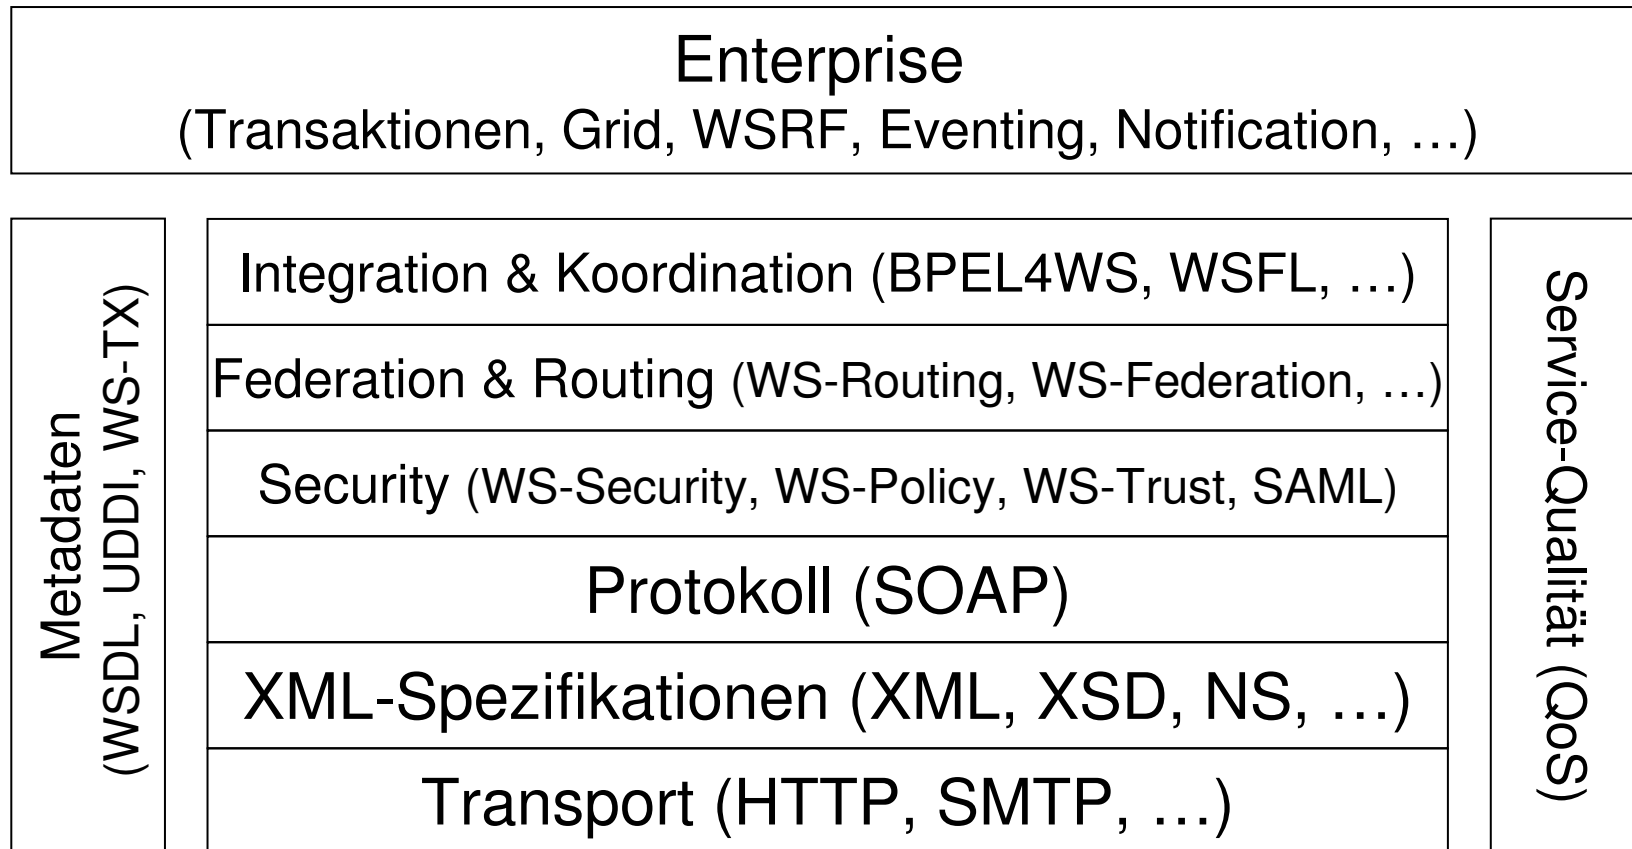 Enterprise
(Transaktionen, Grid, WSRF, Eventing, Notification, …)
Metadaten
(WSDL, UDDI, WS-TX)
Integration & Koordination (BPEL4WS, WSFL, …)
Federation & Routing (WS-Routing, WS-Federation, …)
Security (WS-Security, WS-Policy, WS-Trust, SAML)
Protokoll (SOAP)
XML-Spezifikationen (XML, XSD, NS, …)
Transport (HTTP, SMTP, …)
Service-Qualität (QoS)